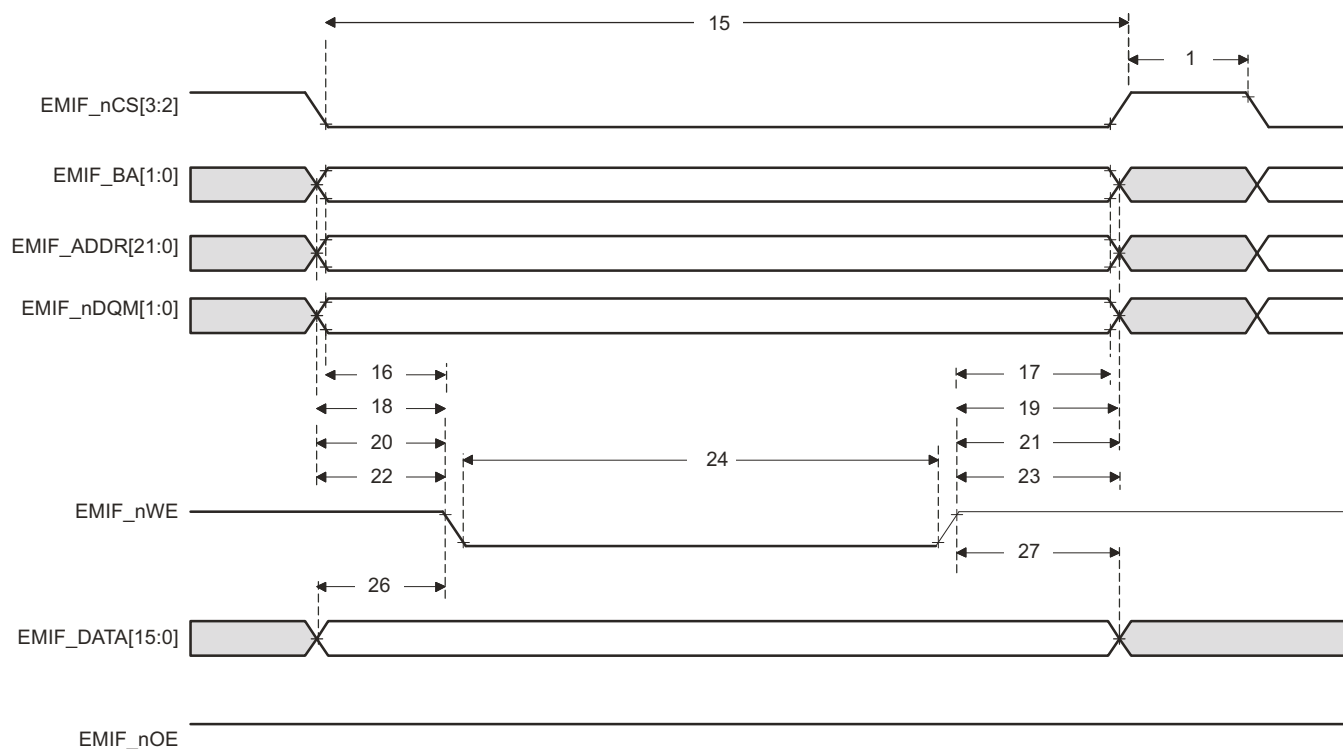 15
1
EMIF_nCS[3:2]
EMIF_BA[1:0]
EMIF_ADDR[21:0]
EMIF_nDQM[1:0]
16
17
18
19
20
21
24
22
23
EMIF_nWE
27
26
EMIF_DATA[15:0]
EMIF_nOE